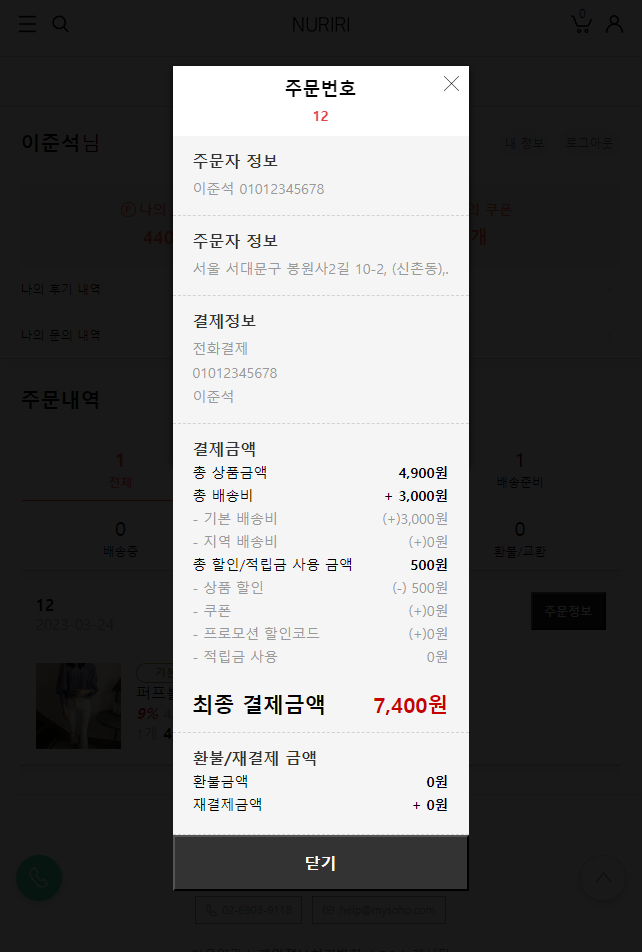 NURIRI
0
주문번호
12
이준석님
내 정보
로그아웃
주문자 정보
이준석 01012345678
나의 후기 내역
나의 문의 내역
주문자 정보
서울 서대문구 봉원사2길 10-2, (신촌동),.
결제정보
전화결제
01012345678
이준석
주문내역
1
전체
1
배송준비
0
배송중
0
환불/교환
결제금액
총 상품금액 4,900원
총 배송비 + 3,000원
- 기본 배송비 (+)3,000원
- 지역 배송비 (+)0원
총 할인/적립금 사용 금액 500원
- 상품 할인 (-) 500원
- 쿠폰 (+)0원
- 프로모션 할인코드 (+)0원
- 적립금 사용 0원
최종 결제금액 7,400원
12
2023-03-24
주문정보
9%
환불/재결제 금액
환불금액 0원
재결제금액 + 0원
닫기